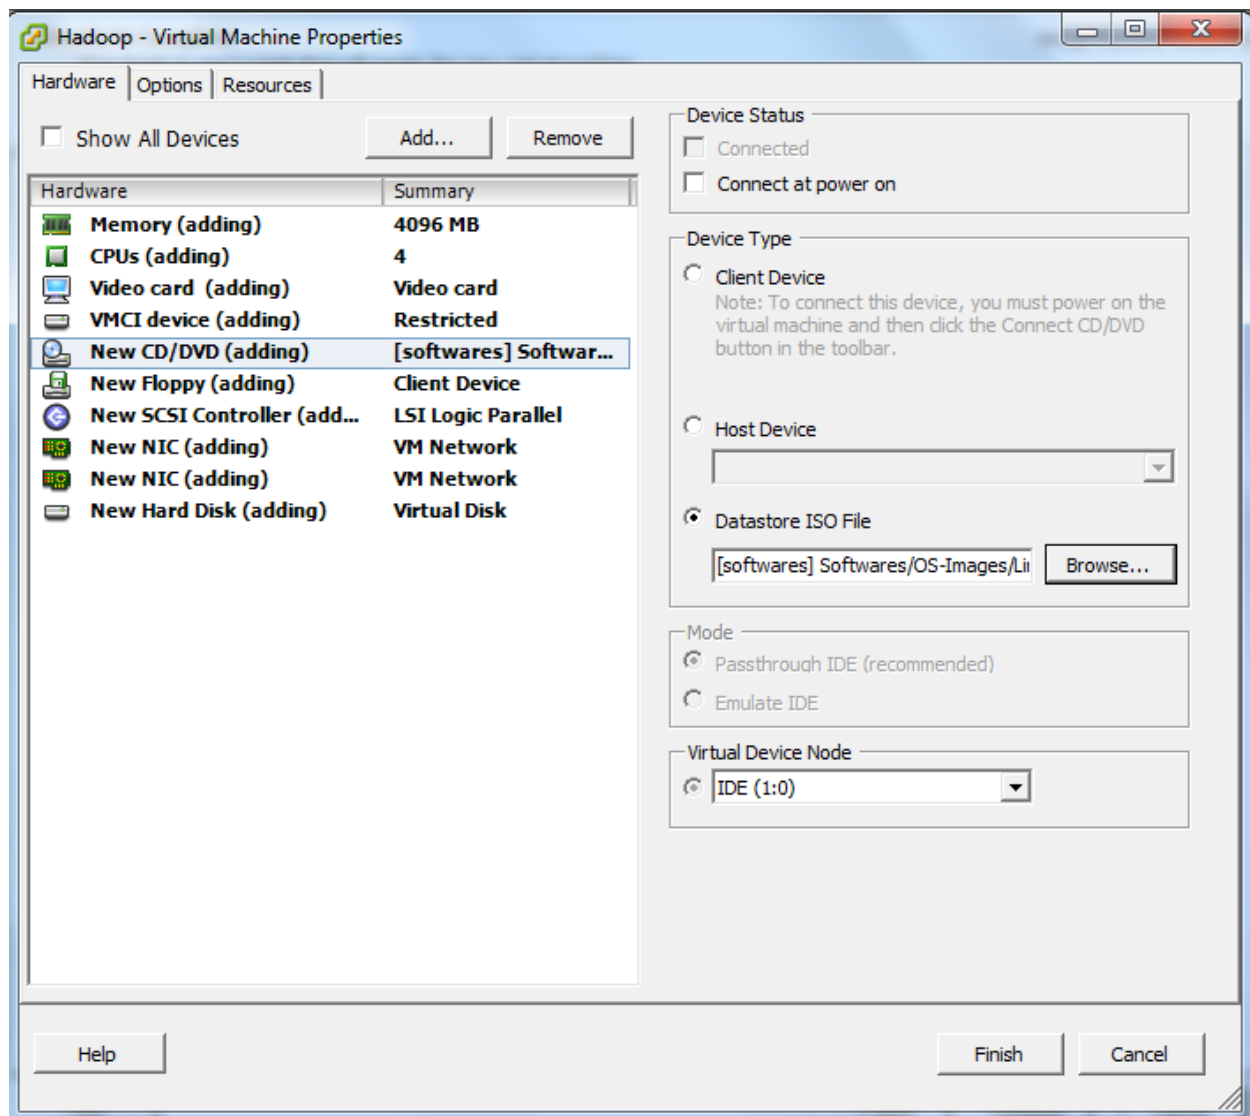 Hadoop - Virtual Machine Properties
Hardware Options Resources
Show All Devices Add... Remove
Hardware Summary
Memory (adding) 4096 MB
CPUs (adding) 4
Video card (adding) Video card
VMCI device (adding) Restricted
New CD/DVD (adding) [softwares] Softwar...
New Floppy (adding) Client Device
New SCSI Controller (add... LSI Logic Parallel
New NIC (adding) VM Network
New NIC (adding) VM Network
New Hard Disk (adding) Virtual Disk
Device Status
Connected
Connect at power on
Device Type
Client Device
Note: To connect this device, you must power on the
virtual machine and then click the Connect CD/DVD
button in the toolbar.
Host Device
Datastore ISO File
[softwares] Softwares/OS-Images/Li Browse...
Mode
Passthrough IDE (recommended)
Emulate IDE
Virtual Device Node
IDE (1:0)
Help Finish Cancel